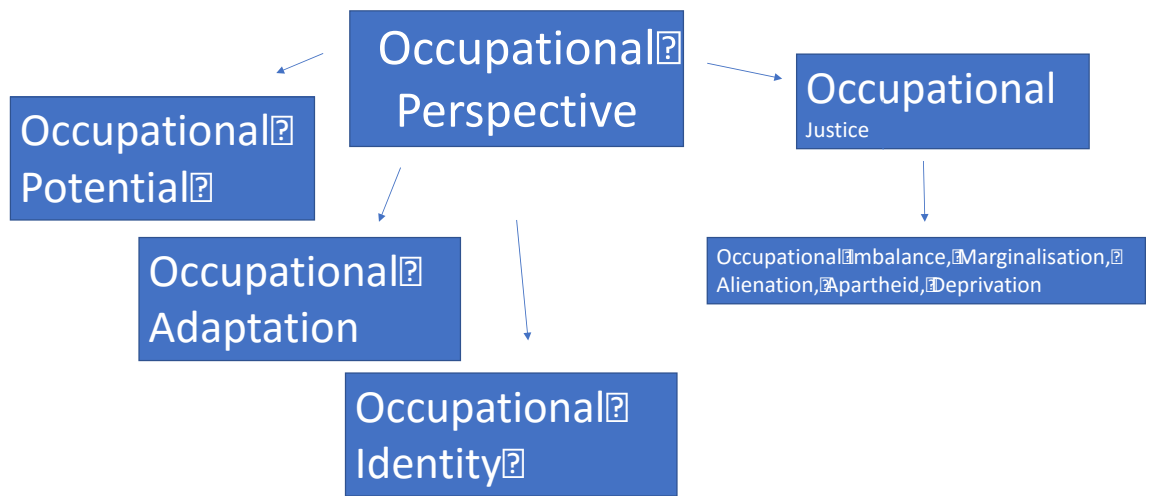 Occupational⍰
Perspective
Occupational
Justice
Occupational⍰
Potential⍰
Occupational⍰
Adaptation
Occupational⍰Imbalance,⍰Marginalisation,⍰
Alienation,⍰Apartheid,⍰Deprivation
Occupational⍰
Identity⍰